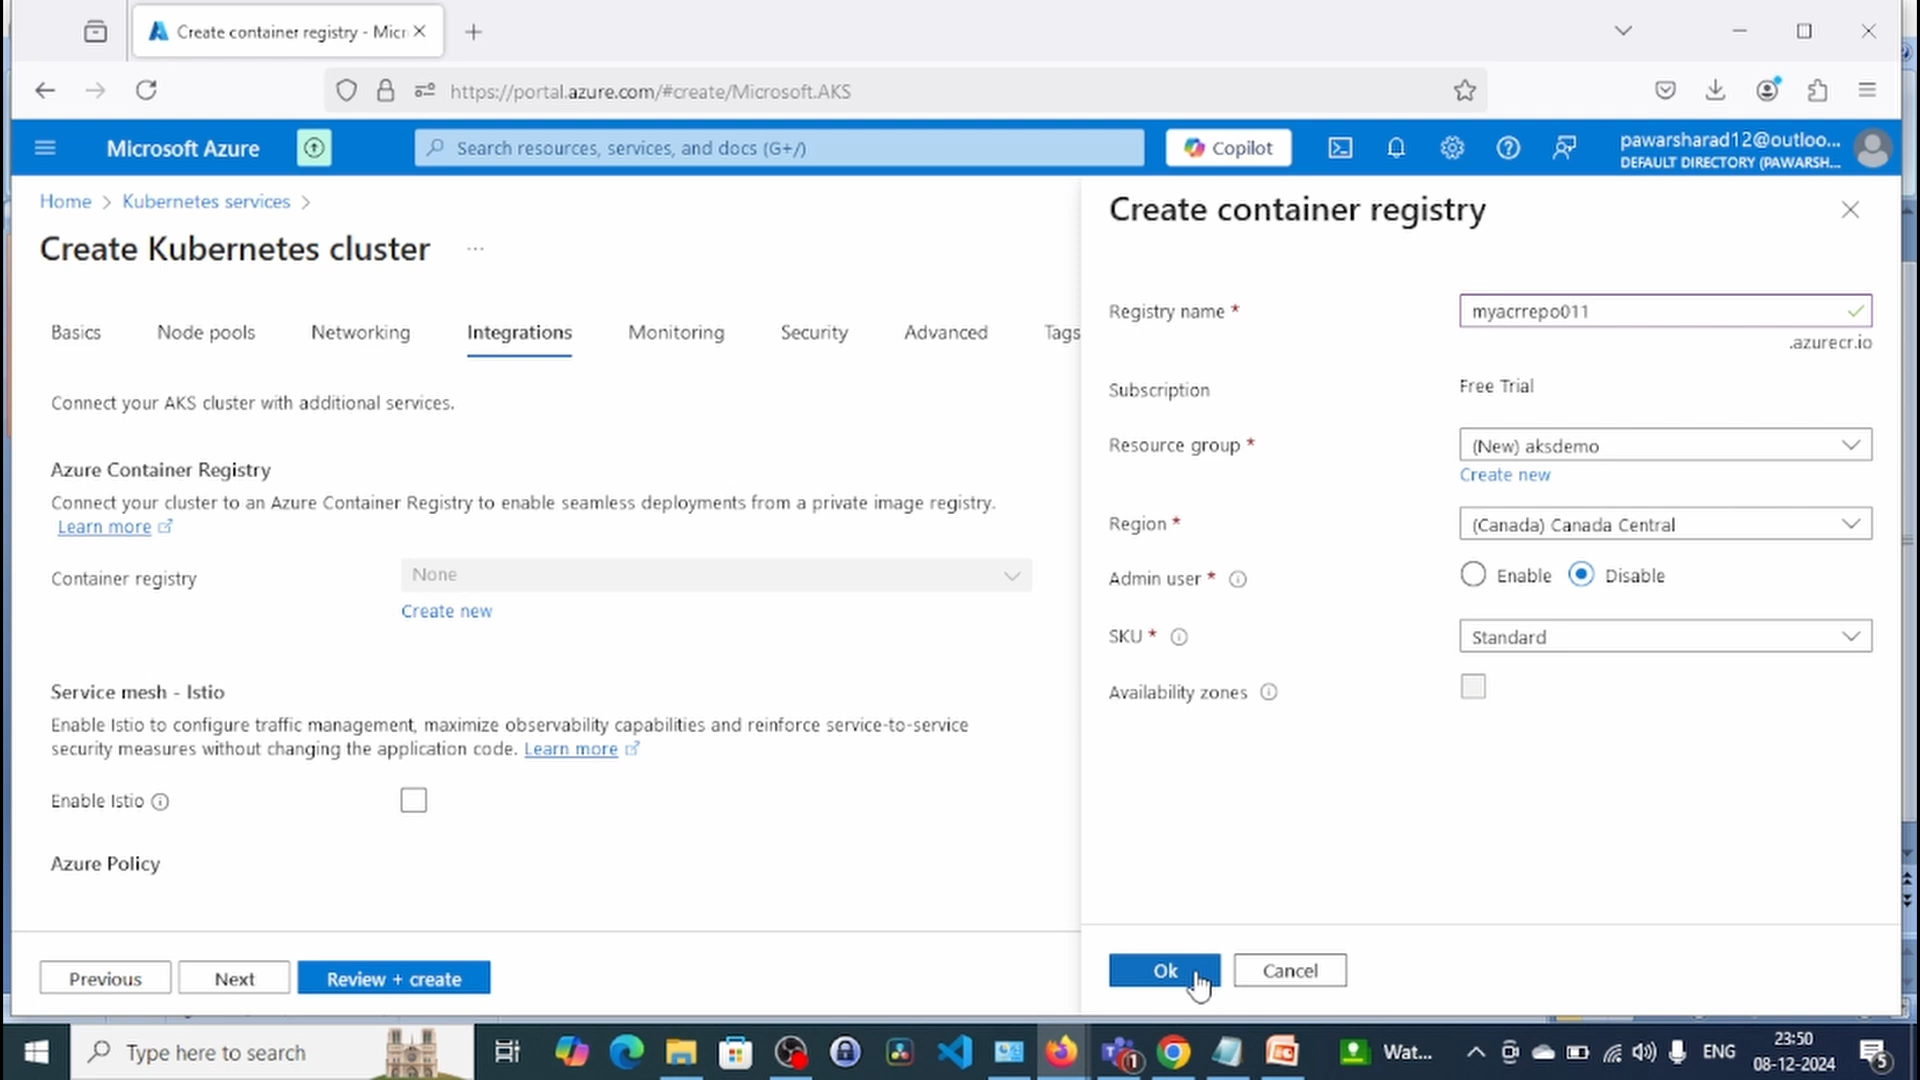 Create container registry - Micr
https://portal.azure.com/#create/Microsoft.AKS
Microsoft Azure
Search resources, services, and docs (G+/)
Copilot
pawarsharad12@outloo...
DEFAULT DIRECTORY (PAWARSH...
Home > Kubernetes services >
Create Kubernetes cluster ...
Basics
Node pools
Networking
Integrations
Monitoring
Security
Advanced
Tags
Connect your AKS cluster with additional services.
Azure Container Registry
Connect your cluster to an Azure Container Registry to enable seamless deployments from a private image registry.
Learn more
Container registry
None
Create new
Service mesh - Istio
Enable Istio to configure traffic management, maximize observability capabilities and reinforce service-to-service
security measures without changing the application code. Learn more
Enable Istio
Azure Policy
Previous
Next
Review + create
Create container registry
Registry name *
myacrrepo011
.azurecr.io
Subscription
Free Trial
Resource group *
(New) aksdemo
Create new
Region *
(Canada) Canada Central
Admin user *
Enable
Disable
SKU *
Standard
Availability zones
Ok
Cancel
Type here to search
1
Wat...
ENG
23:50
08-12-2024
5